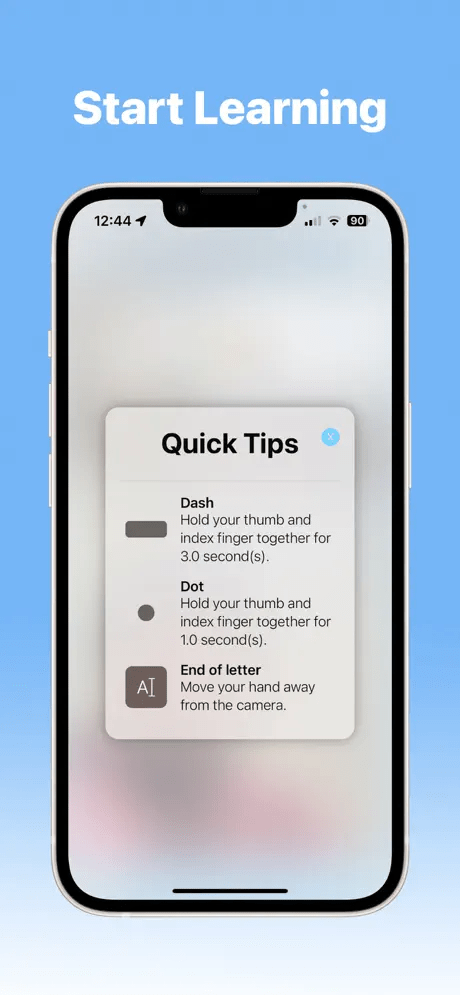 Start Learning
12:44
90
Quick Tips
X
Dash
Hold your thumb and
index finger together for
3.0 second(s).
Dot
Hold your thumb and
index finger together for
1.0 second(s).
A
End of letter
Move your hand away
from the camera.